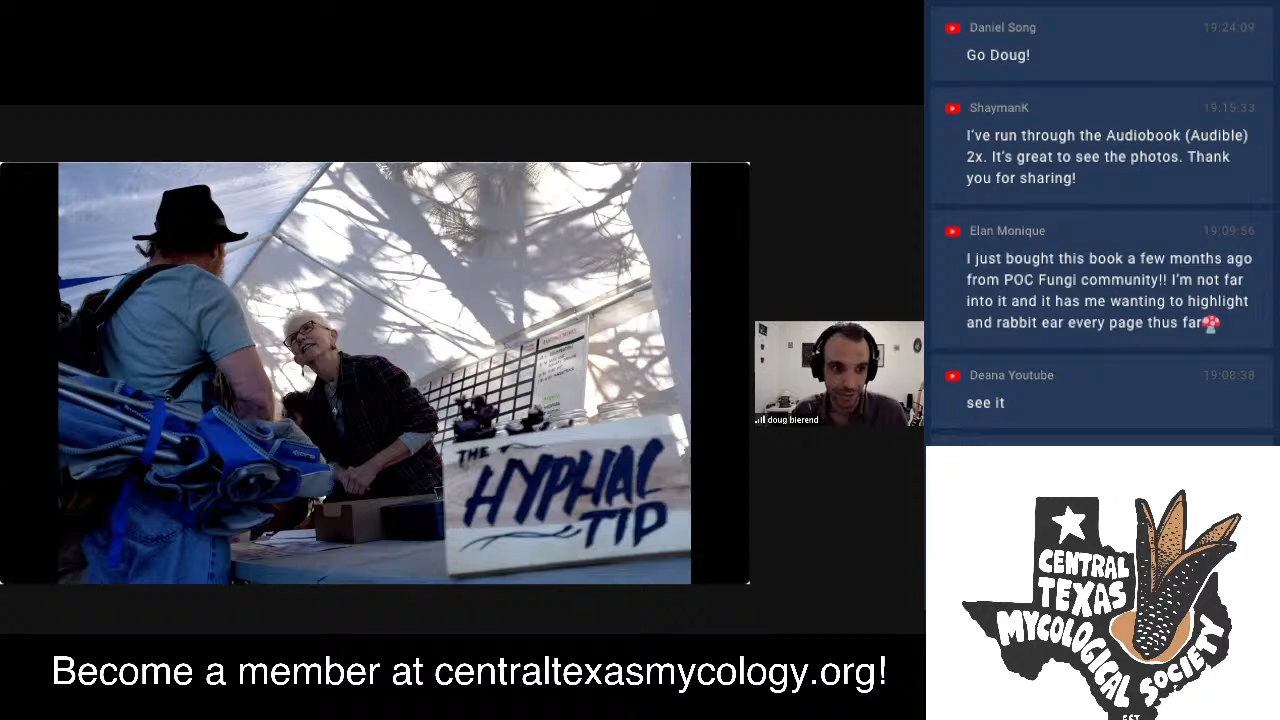 THE
HYPHAL
TIP
doug bierend
Become a member at centraltexasmycology.org!
Daniel Song
19:24:09
Go Doug!
ShaymanK
19:15:33
I've run through the Audiobook (Audible)
2x. It's great to see the photos. Thank
you for sharing!
Elan Monique
19:09:56
I just bought this book a few months ago
from POC Fungi community!! I'm not far
into it and it has me wanting to highlight
and rabbit ear every page thus far🍄
Deana Youtube
19:08:38
see it
CENTRAL
TEXAS
MYCOLOGICAL
SOCIETY
EST